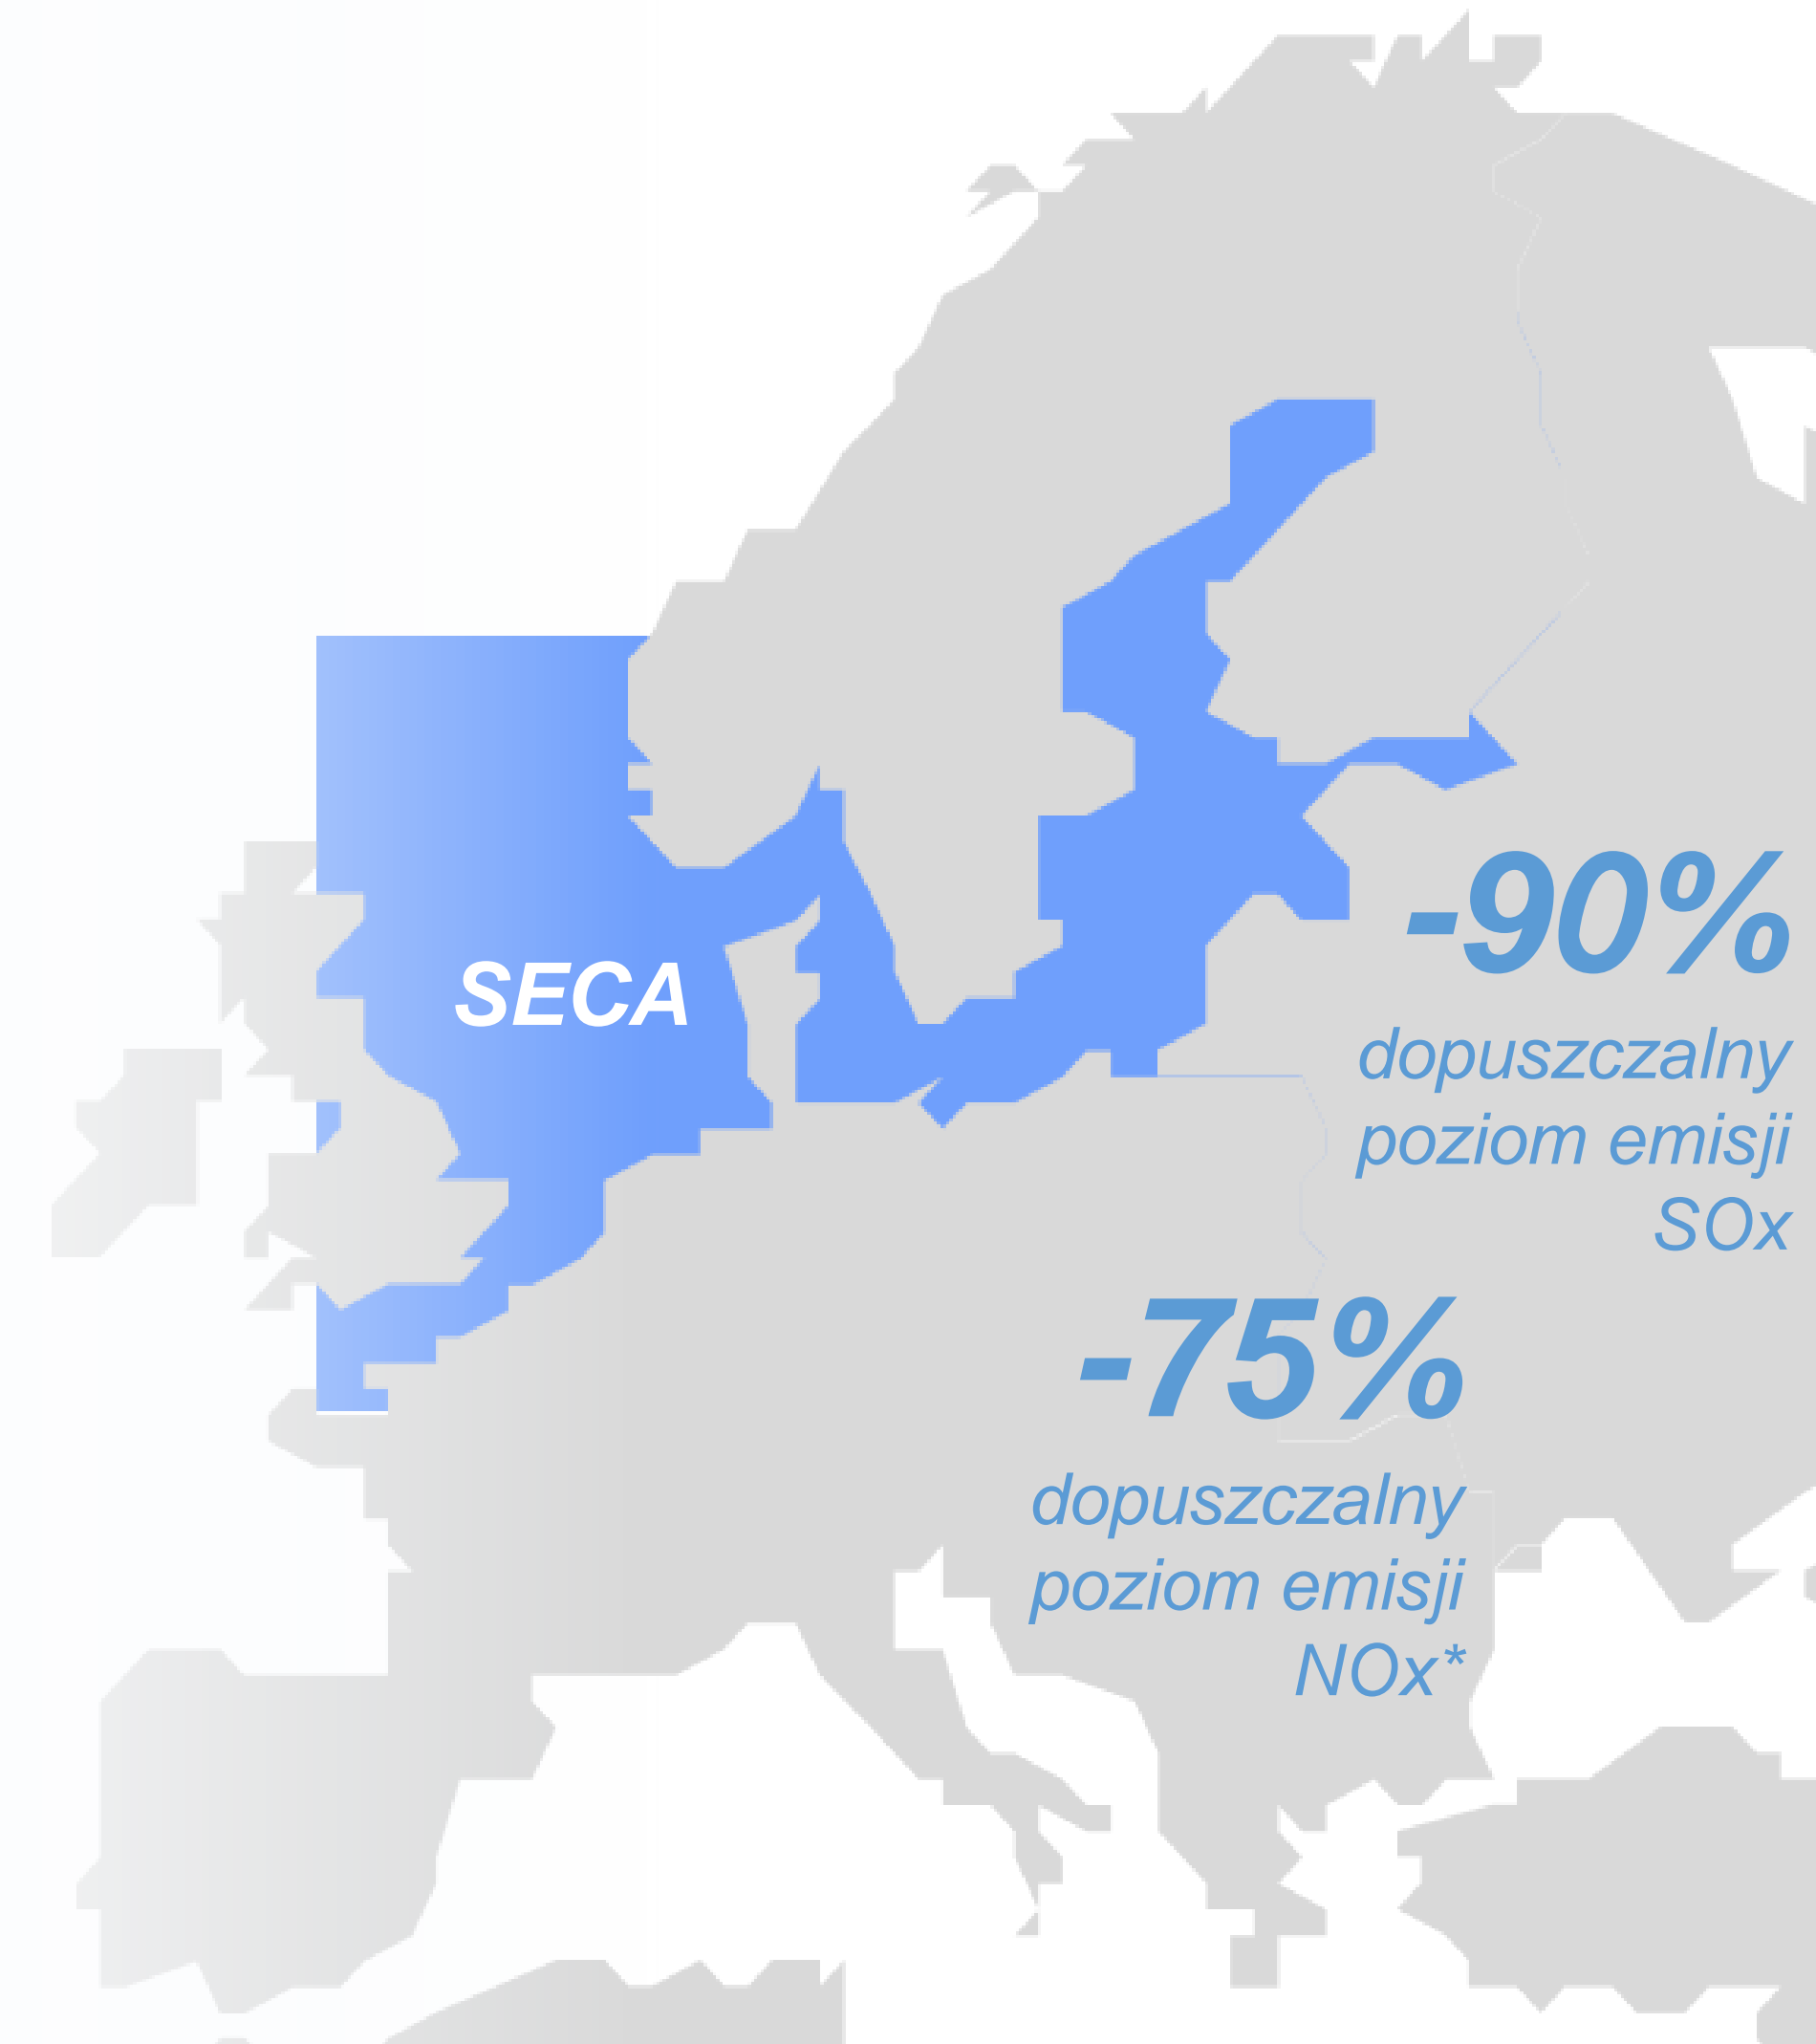 SECA
-90%
dopuszczalny
poziom emisji
SOx
-75%
dopuszczalny
poziom emisji
NOx*